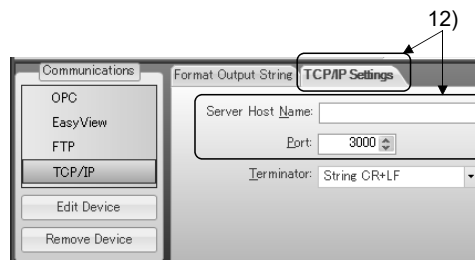 12)
Communications
Format Output String TCP/IP Settings
OPC
EasyView
FTP
TCP/IP
Edit Device
Remove Device
Server Host Name:
Port: 3000
Terminator: String CR+LF